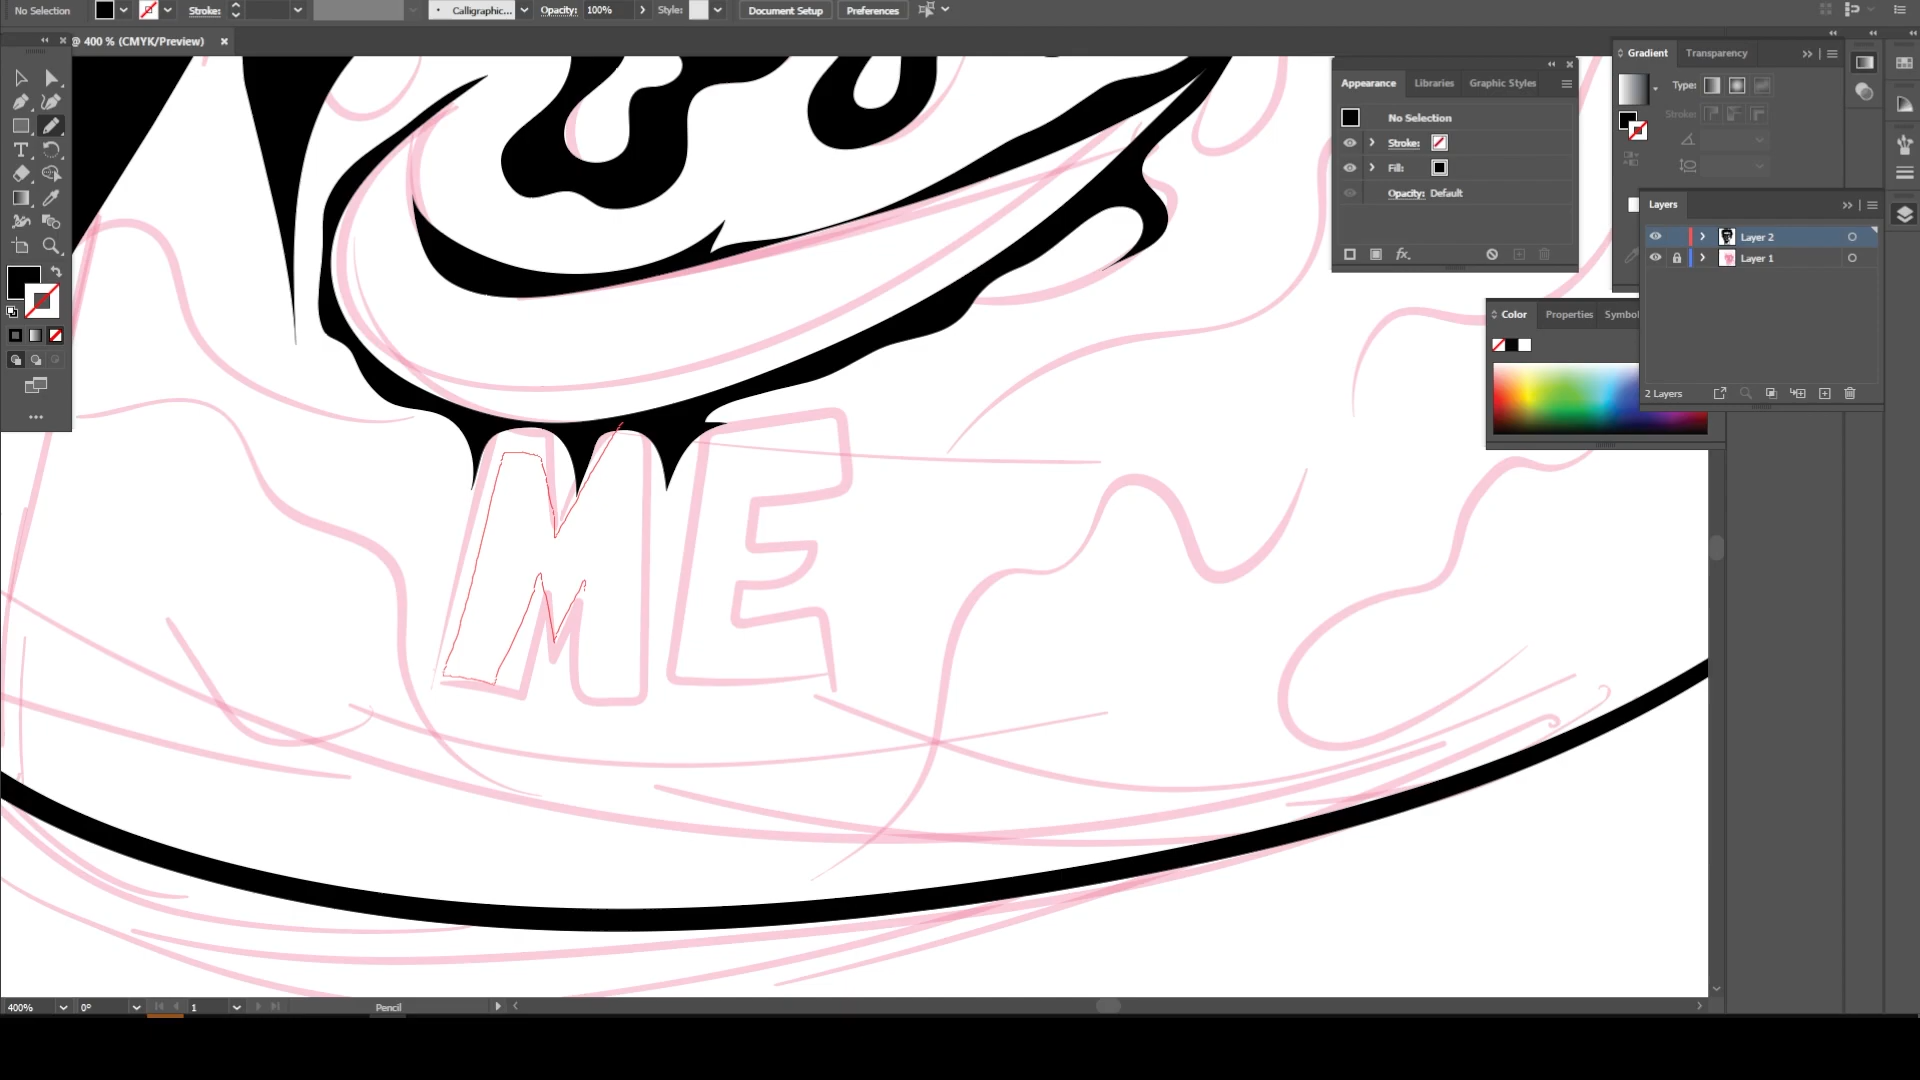 No Selection Stroke: Calligraphic... Opacity: 100% Style: Document Setup Preferences
@ 400 % (CMYK/Preview) ×
Gradient Transparency
Type:
Stroke:
Appearance Libraries Graphic Styles
No Selection
Stroke:
Fill:
Opacity: Default
fx
Layers
Layer 2
Layer 1
2 Layers
Color Properties Symbol
T
ME
400% 0° 1 Pencil